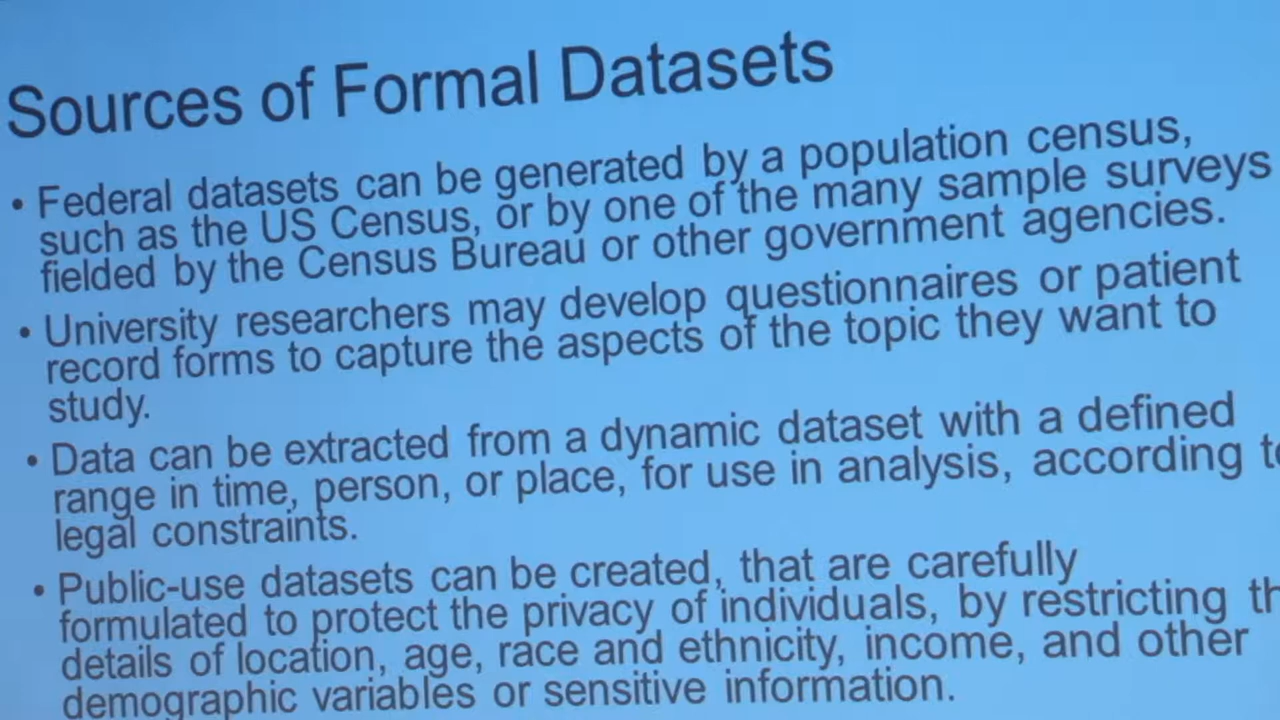 Sources of Formal Datasets
• Federal datasets can be generated by a population census,
such as the US Census, or by one of the many sample surveys
fielded by the Census Bureau or other government agencies.
• University researchers may develop questionnaires or patient
record forms to capture the aspects of the topic they want to
study.
• Data can be extracted from a dynamic dataset with a defined
range in time, person, or place, for use in analysis, according
legal constraints.
• Public-use datasets can be created, that are carefully
formulated to protect the privacy of individuals, by restricting
details of location, age, race and ethnicity, income, and other
demographic variables or sensitive information.